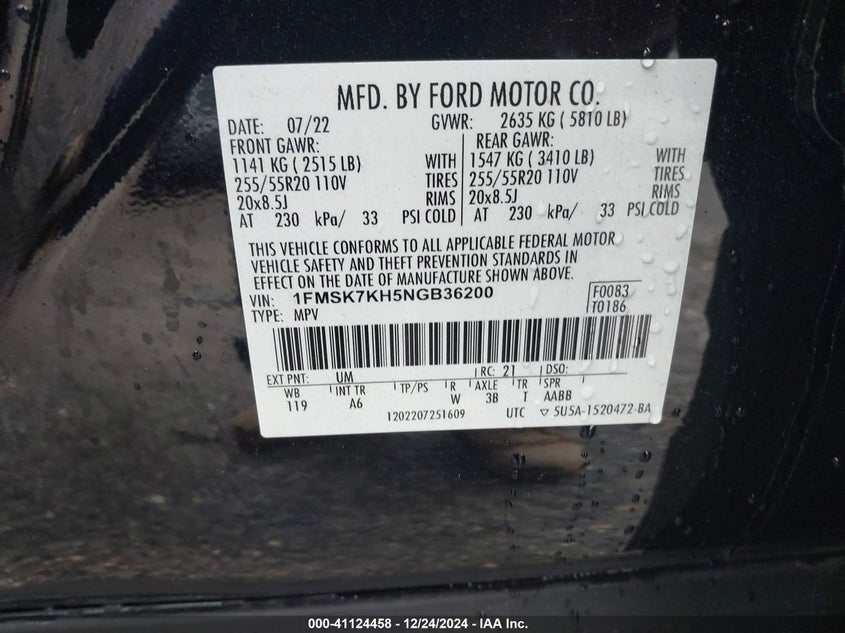 MFD. BY FORD MOTOR CO.
DATE: 07/22 GVWR: 2635 KG ( 5810 LB)
FRONT GAWR: REAR GAWR:
1141 KG ( 2515 LB) WITH 1547 KG ( 3410 LB) WITH
255/55R20 110V TIRES 255/55R20 110V TIRES
20x8.5J RIMS 20x8.5J RIMS
AT 230 kPa/ 33 PSI COLD AT 230 kPa/ 33 PSI COLD
THIS VEHICLE CONFORMS TO ALL APPLICABLE FEDERAL MOTOR
VEHICLE SAFETY AND THEFT PREVENTION STANDARDS IN
EFFECT ON THE DATE OF MANUFACTURE SHOWN ABOVE.
VIN: 1FMSK7KH5NGB36200 F0083
TYPE: MPV T0186
EXT PNT: UM RC: 21 DSO:
WB INT TR TP/PS R AXLE TR SPR
119 A6 W 3B T AABB
1202207251609 UTC ▽ 5U5A-1520472-BA
000-41124458 - 12/24/2024 - IAA Inc.